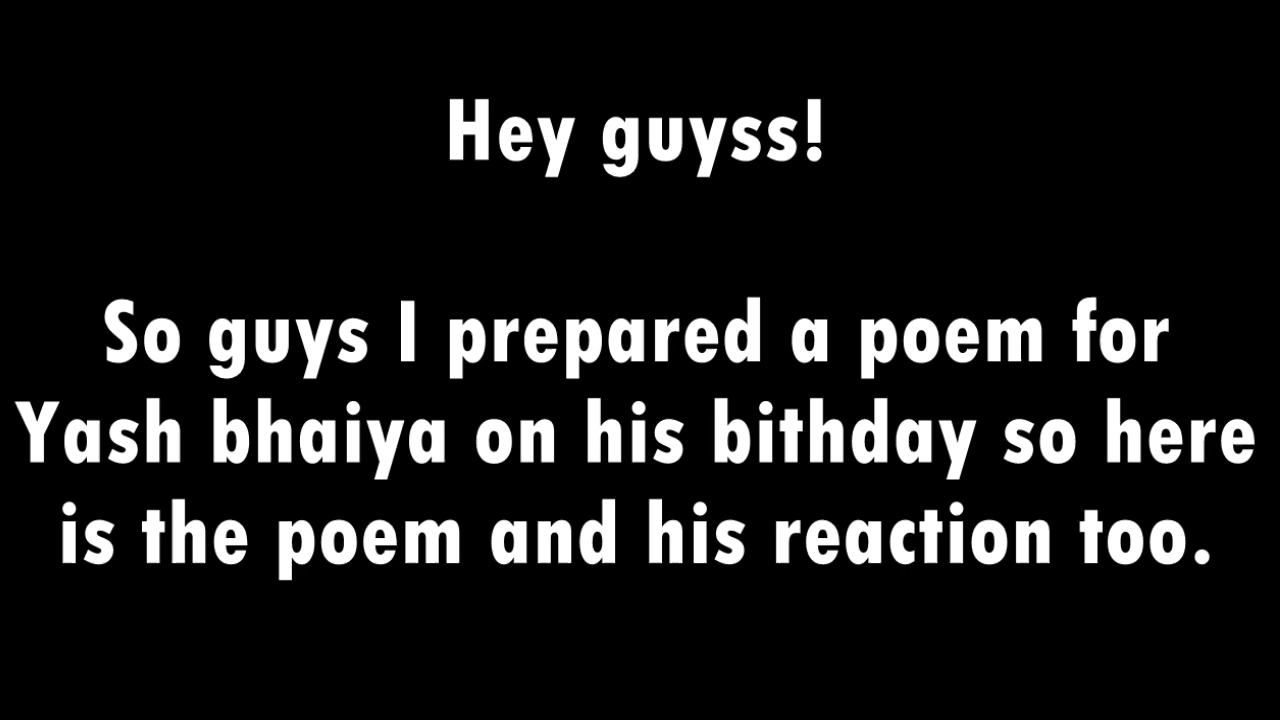 Hey guyss!
So guys I prepared a poem for
Yash bhaiya on his bithday so here
is the poem and his reaction too.